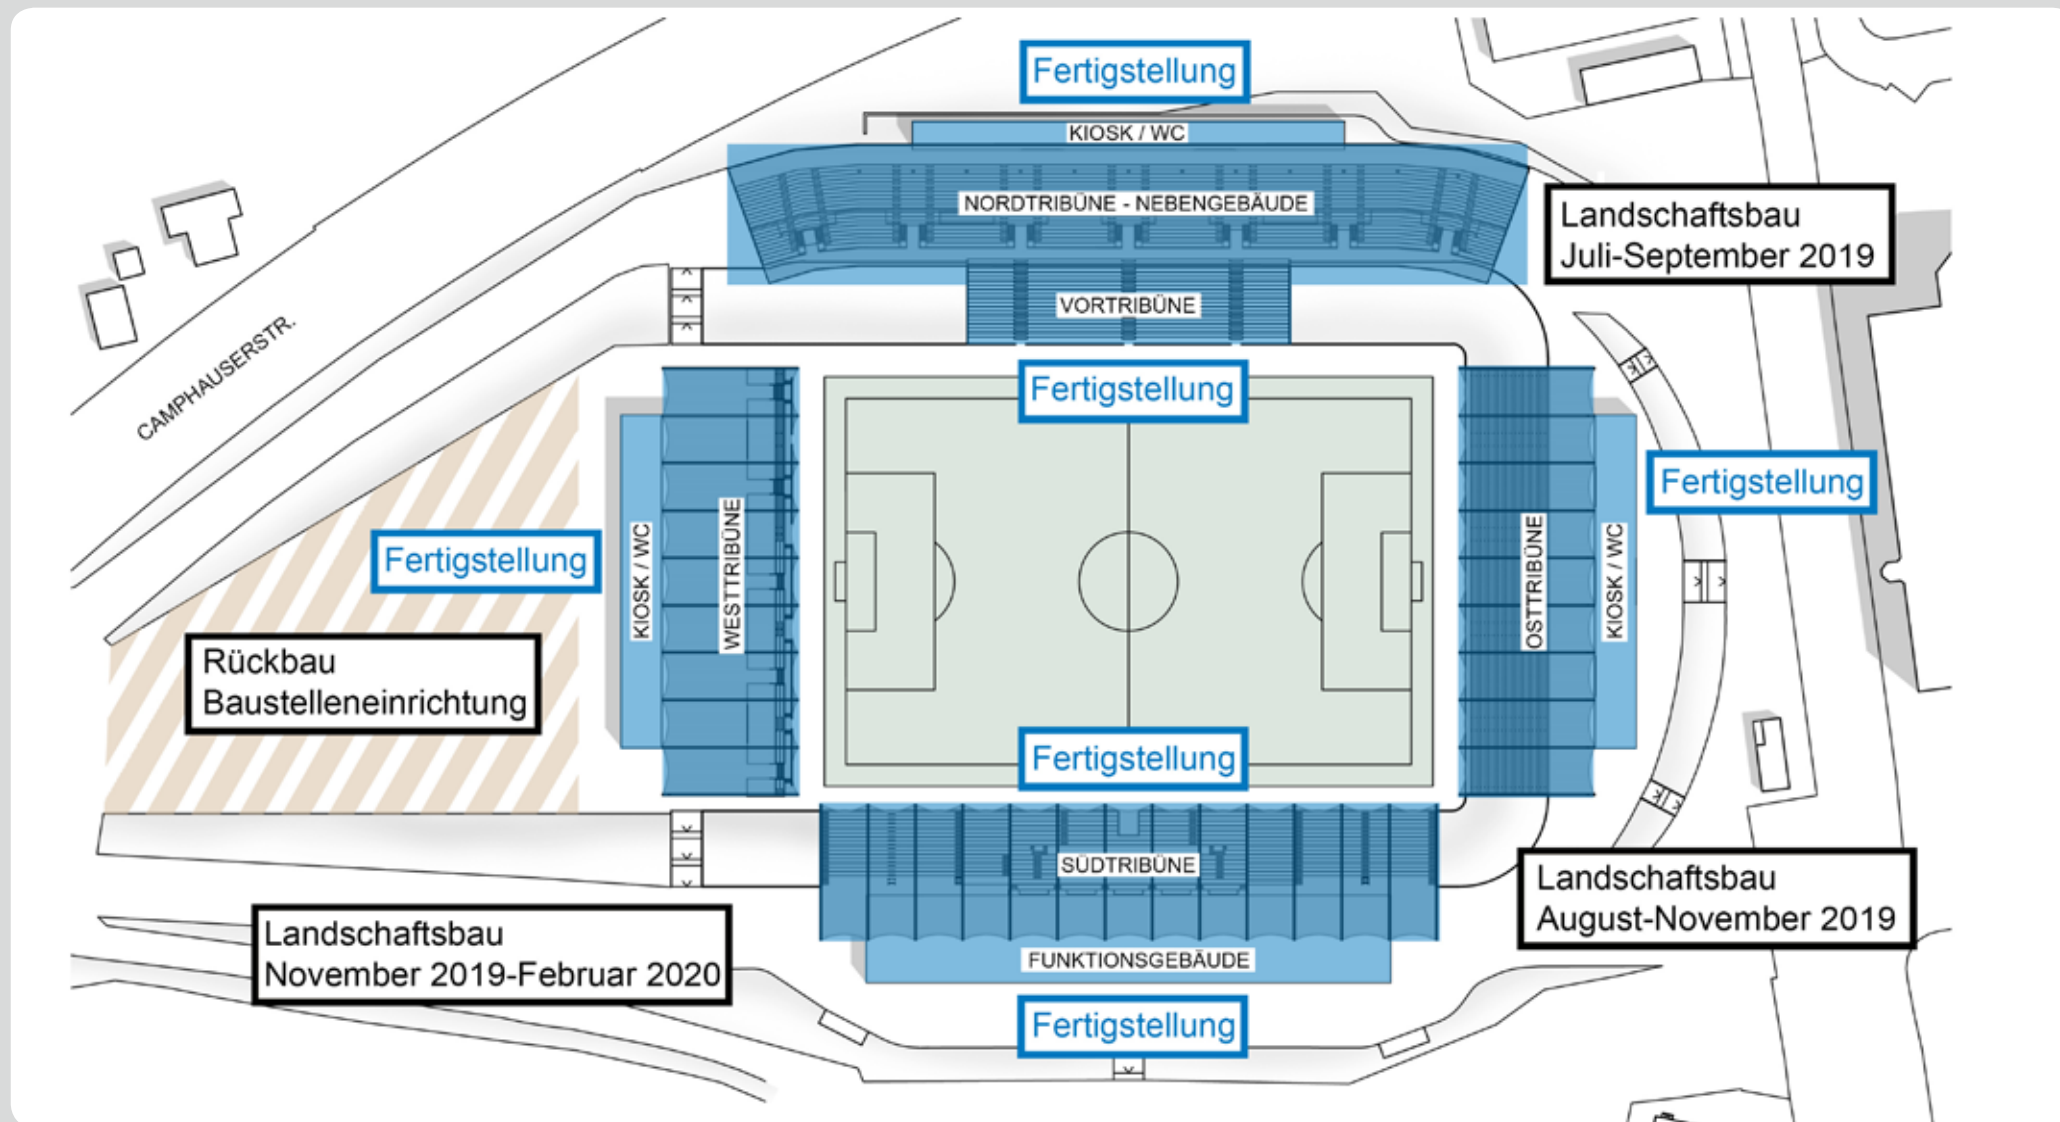 Fertigstellung
KIOSK / WC
NORDTRIBÜNE - NEBENGEBÄUDE
Landschaftsbau
Juli-September 2019
VORTRIBÜNE
CAMPHAUSERSTR.
Fertigstellung
Fertigstellung
Fertigstellung
KIOSK / WC
WESTTRIBÜNE
OSTTRIBÜNE
KIOSK / WC
Rückbau
Baustelleneinrichtung
Fertigstellung
SÜDTRIBÜNE
Landschaftsbau
August-November 2019
Landschaftsbau
November 2019-Februar 2020
FUNKTIONSGEBÄUDE
Fertigstellung